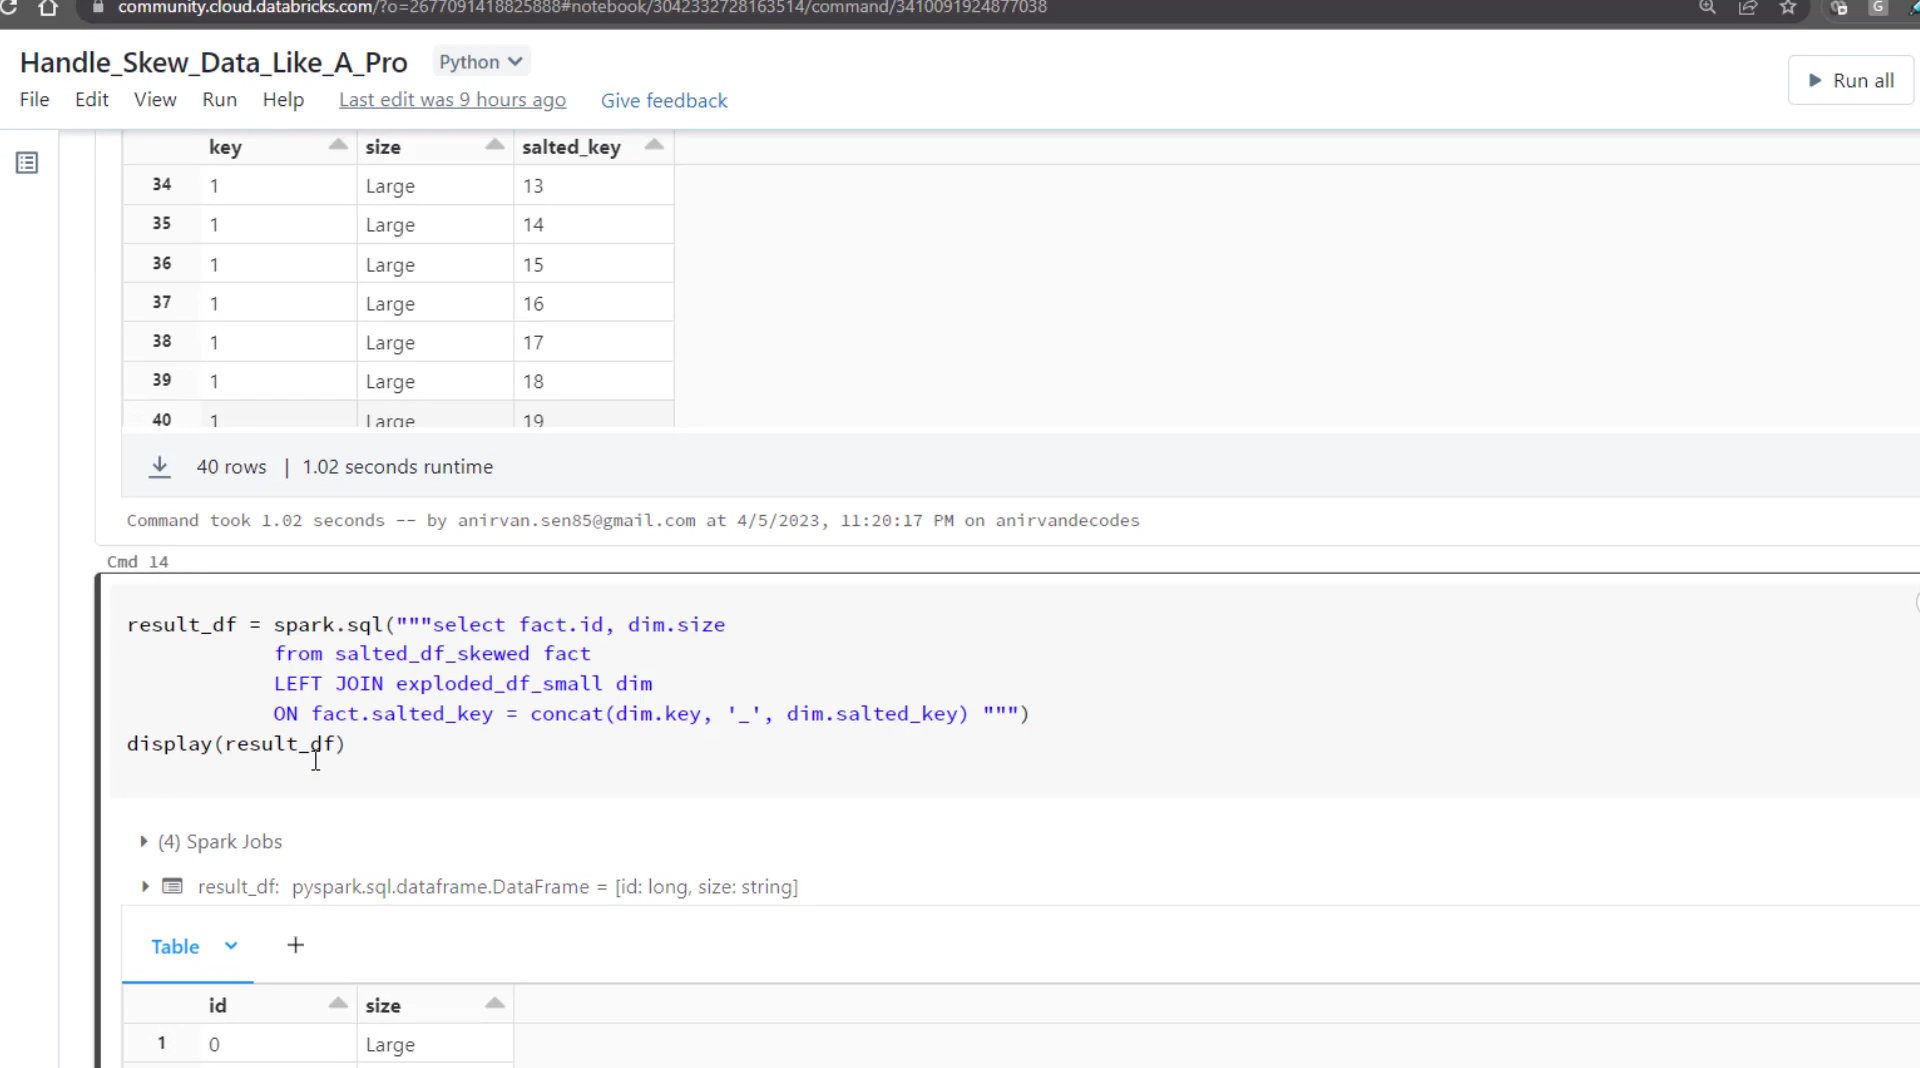 community.cloud.databricks.com/?o=2677091418825888#notebook/3042332728163514/command/3410091924877038
G
Handle_Skew_Data_Like_A_Pro Python
File Edit View Run Help Last edit was 9 hours ago Give feedback
Run all
key size salted_key
34 1 Large 13
35 1 Large 14
36 1 Large 15
37 1 Large 16
38 1 Large 17
39 1 Large 18
40 1 Large 19
40 rows | 1.02 seconds runtime
Command took 1.02 seconds -- by anirvan.sen85@gmail.com at 4/5/2023, 11:20:17 PM on anirvandecodes
Cmd 14
result_df = spark.sql("""select fact.id, dim.size
from salted_df_skewed fact
LEFT JOIN exploded_df_small dim
ON fact.salted_key = concat(dim.key, '_', dim.salted_key) """)
display(result_df)
(4) Spark Jobs
result_df: pyspark.sql.dataframe.DataFrame = [id: long, size: string]
Table +
id size
1 0 Large